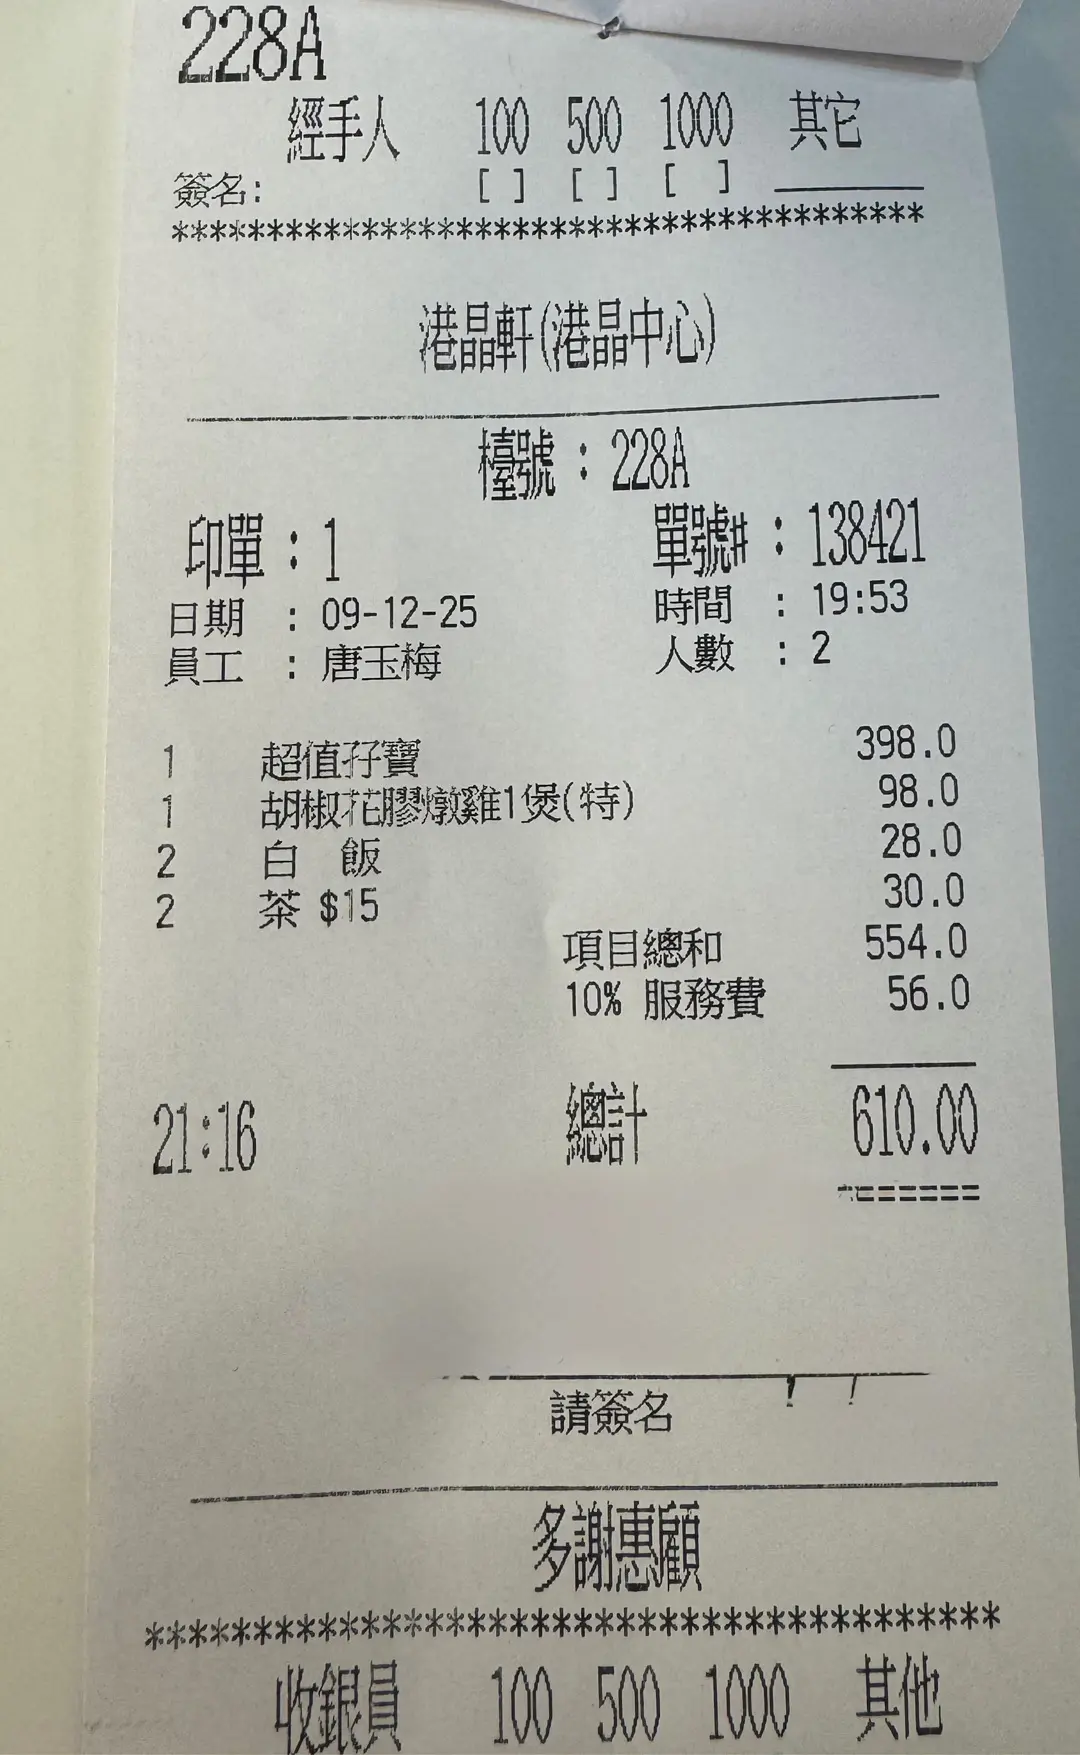 228A
經手人 100 500 1000 其它
簽名: [ ] [ ] [ ]
****************************************
港晶軒(港晶中心)
檯號 : 228A
印單 : 1 單號# : 138421
日期 : 09-12-25 時間 : 19:53
員工 : 唐玉梅 人數 : 2
1 超值孖寶 398.0
1 胡椒花膠燉雞1煲(特) 98.0
2 白 飯 28.0
2 茶 $15 30.0
項目總和 554.0
10% 服務費 56.0
21:16 總計 610.00
=======
請簽名
多謝惠顧
****************************************
收銀員 100 500 1000 其他